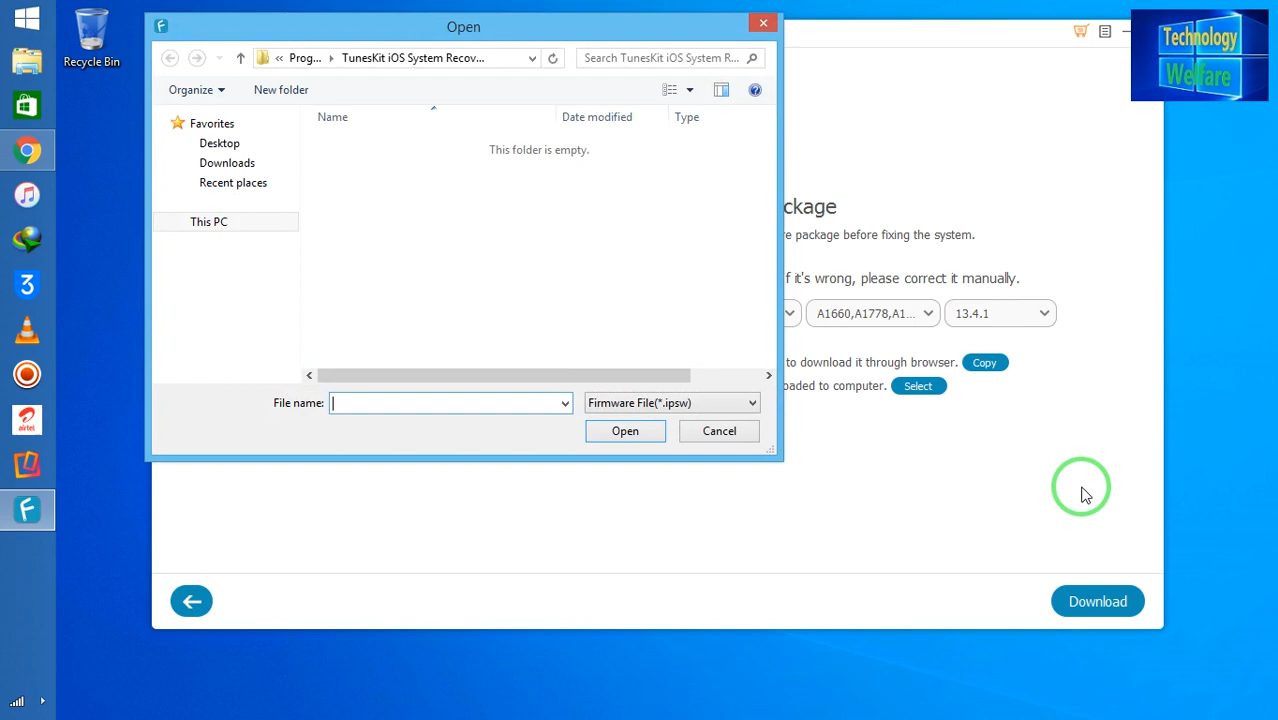 Recycle Bin
Open
« Prog... › TunesKit iOS System Recov...
Search TunesKit iOS System R...
Organize
New folder
Name
Date modified
Type
This folder is empty.
Favorites
Desktop
Downloads
Recent places
This PC
File name:
Firmware File(*.ipsw)
Open
Cancel
Technology
Welfare
ckage
e package before fixing the system.
f it's wrong, please correct it manually.
A1660,A1778,A1...
13.4.1
to download it through browser.
Copy
oaded to computer.
Select
Download
3
airtel